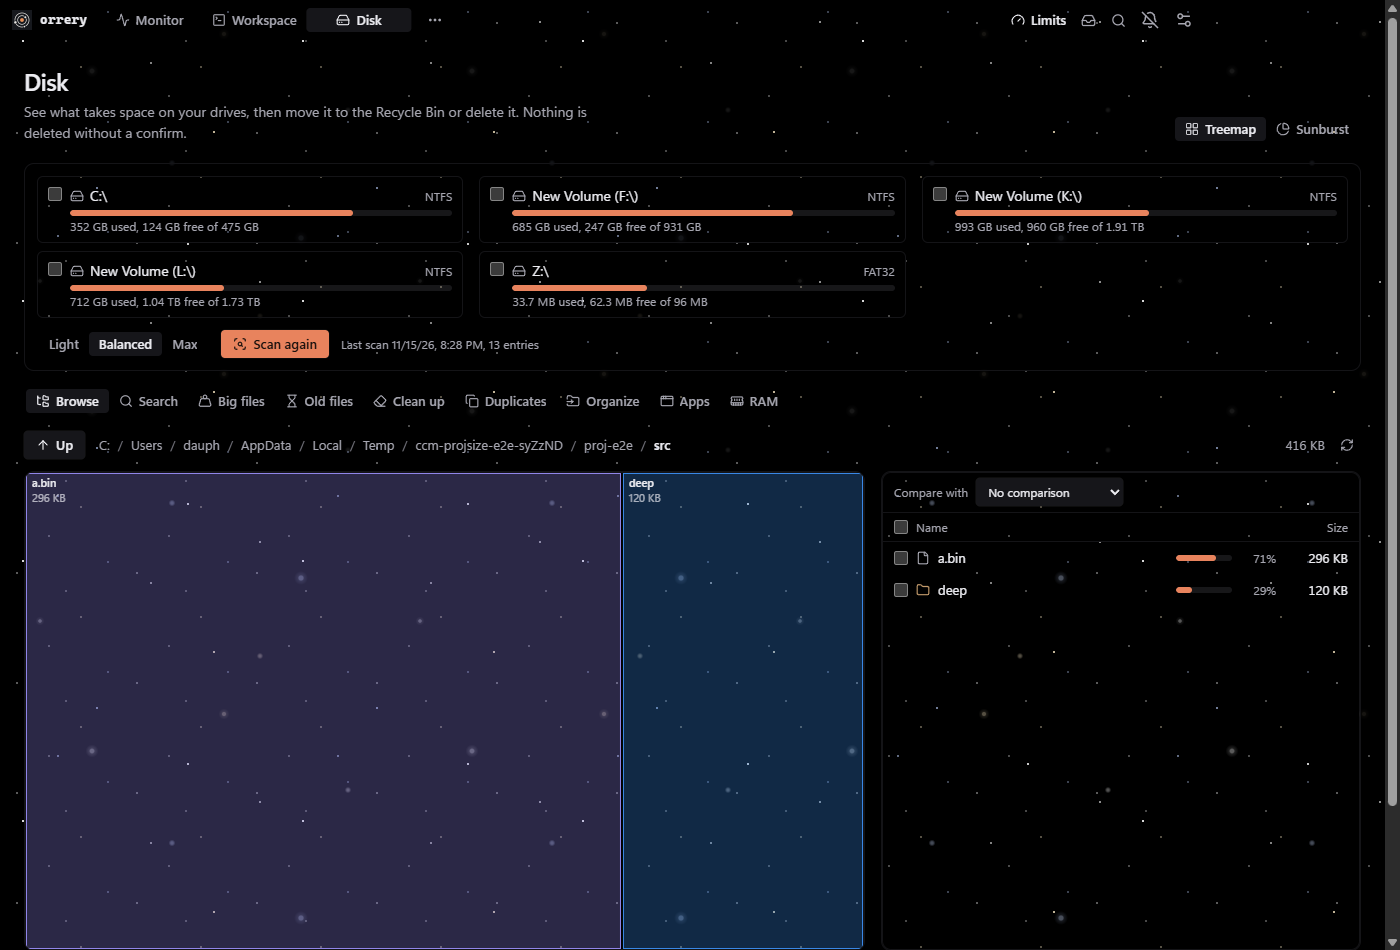 orrery Monitor Workspace Disk ··· Limits
Disk
See what takes space on your drives, then move it to the Recycle Bin or delete it. Nothing is
deleted without a confirm.
Treemap Sunburst
C:\ NTFS
352 GB used, 124 GB free of 475 GB
New Volume (F:\) NTFS
685 GB used, 247 GB free of 931 GB
New Volume (K:\) NTFS
993 GB used, 960 GB free of 1.91 TB
New Volume (L:\) NTFS
712 GB used, 1.04 TB free of 1.73 TB
Z:\ FAT32
33.7 MB used, 62.3 MB free of 96 MB
Light Balanced Max Scan again Last scan 11/15/26, 8:28 PM, 13 entries
Browse Search Big files Old files Clean up Duplicates Organize Apps RAM
Up C: / Users / dauph / AppData / Local / Temp / ccm-projsize-e2e-syZzND / proj-e2e / src 416 KB
a.bin
296 KB
deep
120 KB
Compare with No comparison
Name Size
a.bin 71% 296 KB
deep 29% 120 KB